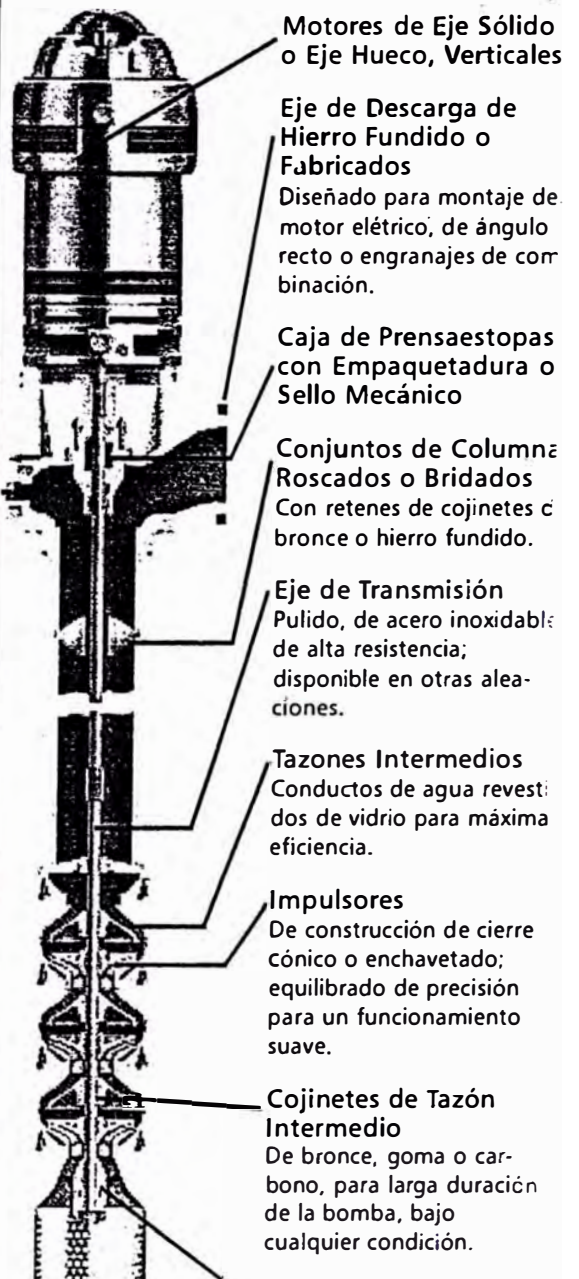 Motores de Eje Sólido
o Eje Hueco, Verticales
Eje de Descarga de
Hierro Fundido o
Fabricados
Diseñado para montaje de
motor elétrico, de ángulo
recto o engranajes de com
binación.
Caja de Prensaestopas
con Empaquetadura o
Sello Mecánico
Conjuntos de Columna
Roscados o Bridados
Con retenes de cojinetes d
bronce o hierro fundido.
Eje de Transmisión
Pulido, de acero inoxidable
de alta resistencia;
disponible en otras alea-
ciones.
Tazones Intermedios
Conductos de agua revesti
dos de vidrio para máxima
eficiencia.
Impulsores
De construcción de cierre
cónico o enchavetado;
equilibrado de precisión
para un funcionamiento
suave.
Cojinetes de Tazón
Intermedio
De bronce, goma o car-
bono, para larga duración
de la bomba, bajo
cualquier condición.